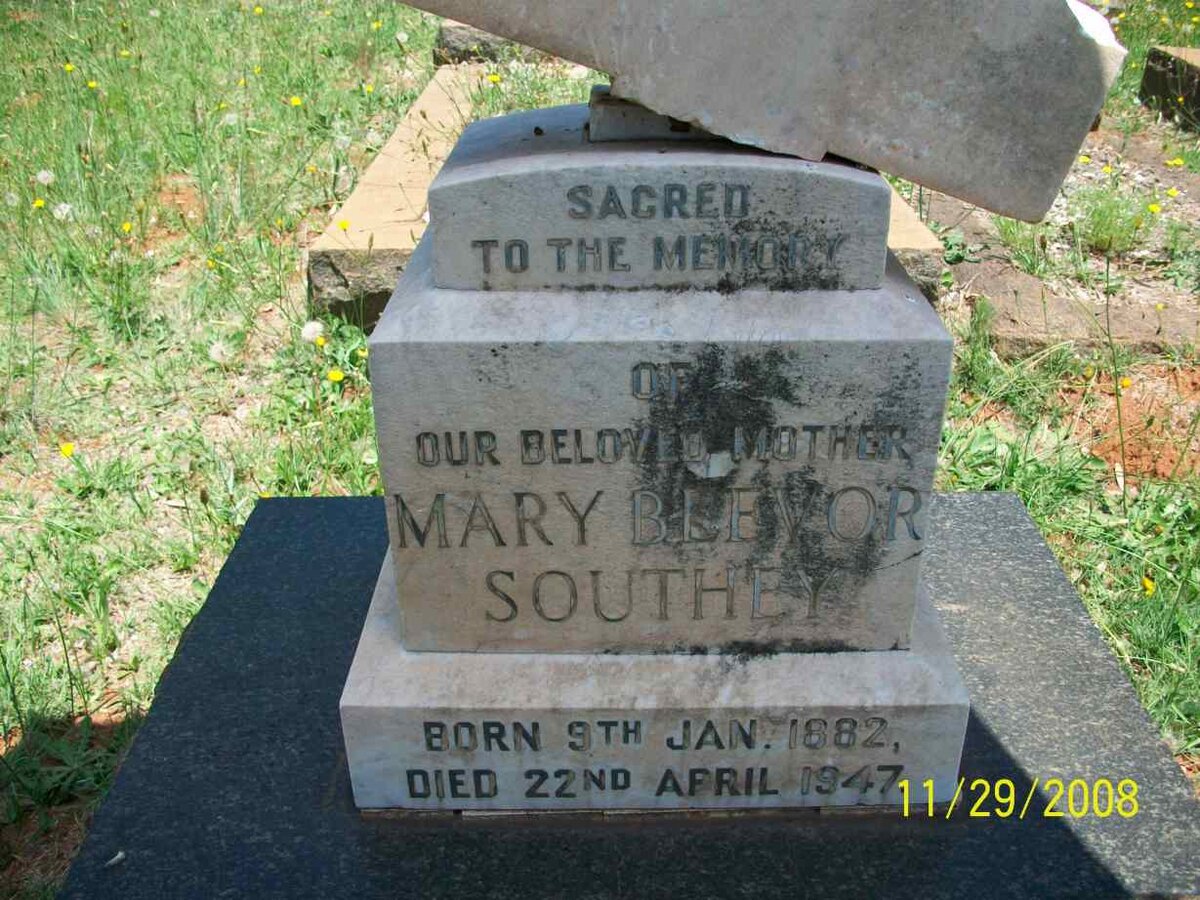 SACRED
TO THE MEMORY
OF
OUR BELOVED MOTHER
MARY BLEVOR
SOUTHEY
BORN 9TH JAN. 1882,
DIED 22ND APRIL 1947
11/29/2008